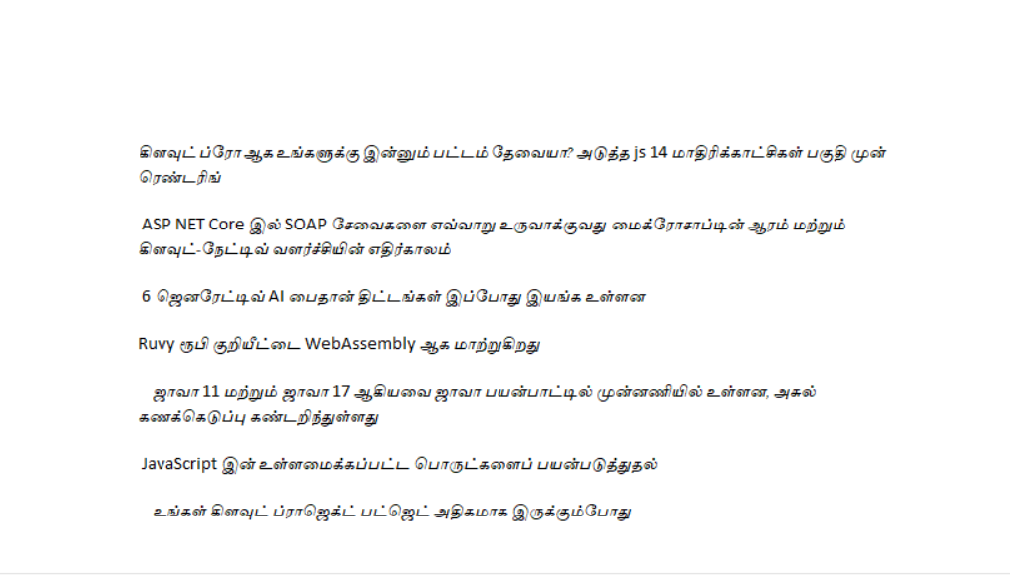 கிளவுட் ப்ரோ ஆக உங்களுக்கு இன்னும் பட்டம் தேவையா? அடுத்த js 14 மாதிரிக்காட்சிகள் பகுதி முன்
ரெண்டரிங்
ASP NET Core இல் SOAP சேவைகளை எவ்வாறு உருவாக்குவது மைக்ரோசாப்டின் ஆரம் மற்றும்
கிளவுட்-நேட்டிவ் வளர்ச்சியின் எதிர்காலம்
6 ஜெனரேட்டிவ் AI பைதான் திட்டங்கள் இப்போது இயங்க உள்ளன
Ruvy ரூபி குறியீட்டை WebAssembly ஆக மாற்றுகிறது
ஜாவா 11 மற்றும் ஜாவா 17 ஆகியவை ஜாவா பயன்பாட்டில் முன்னணியில் உள்ளன, அசுல்
கணக்கெடுப்பு கண்டறிந்துள்ளது
JavaScript இன் உள்ளமைக்கப்பட்ட பொருட்களைப் பயன்படுத்துதல்
உங்கள் கிளவுட் ப்ராஜெக்ட் பட்ஜெட் அதிகமாக இருக்கும்போது